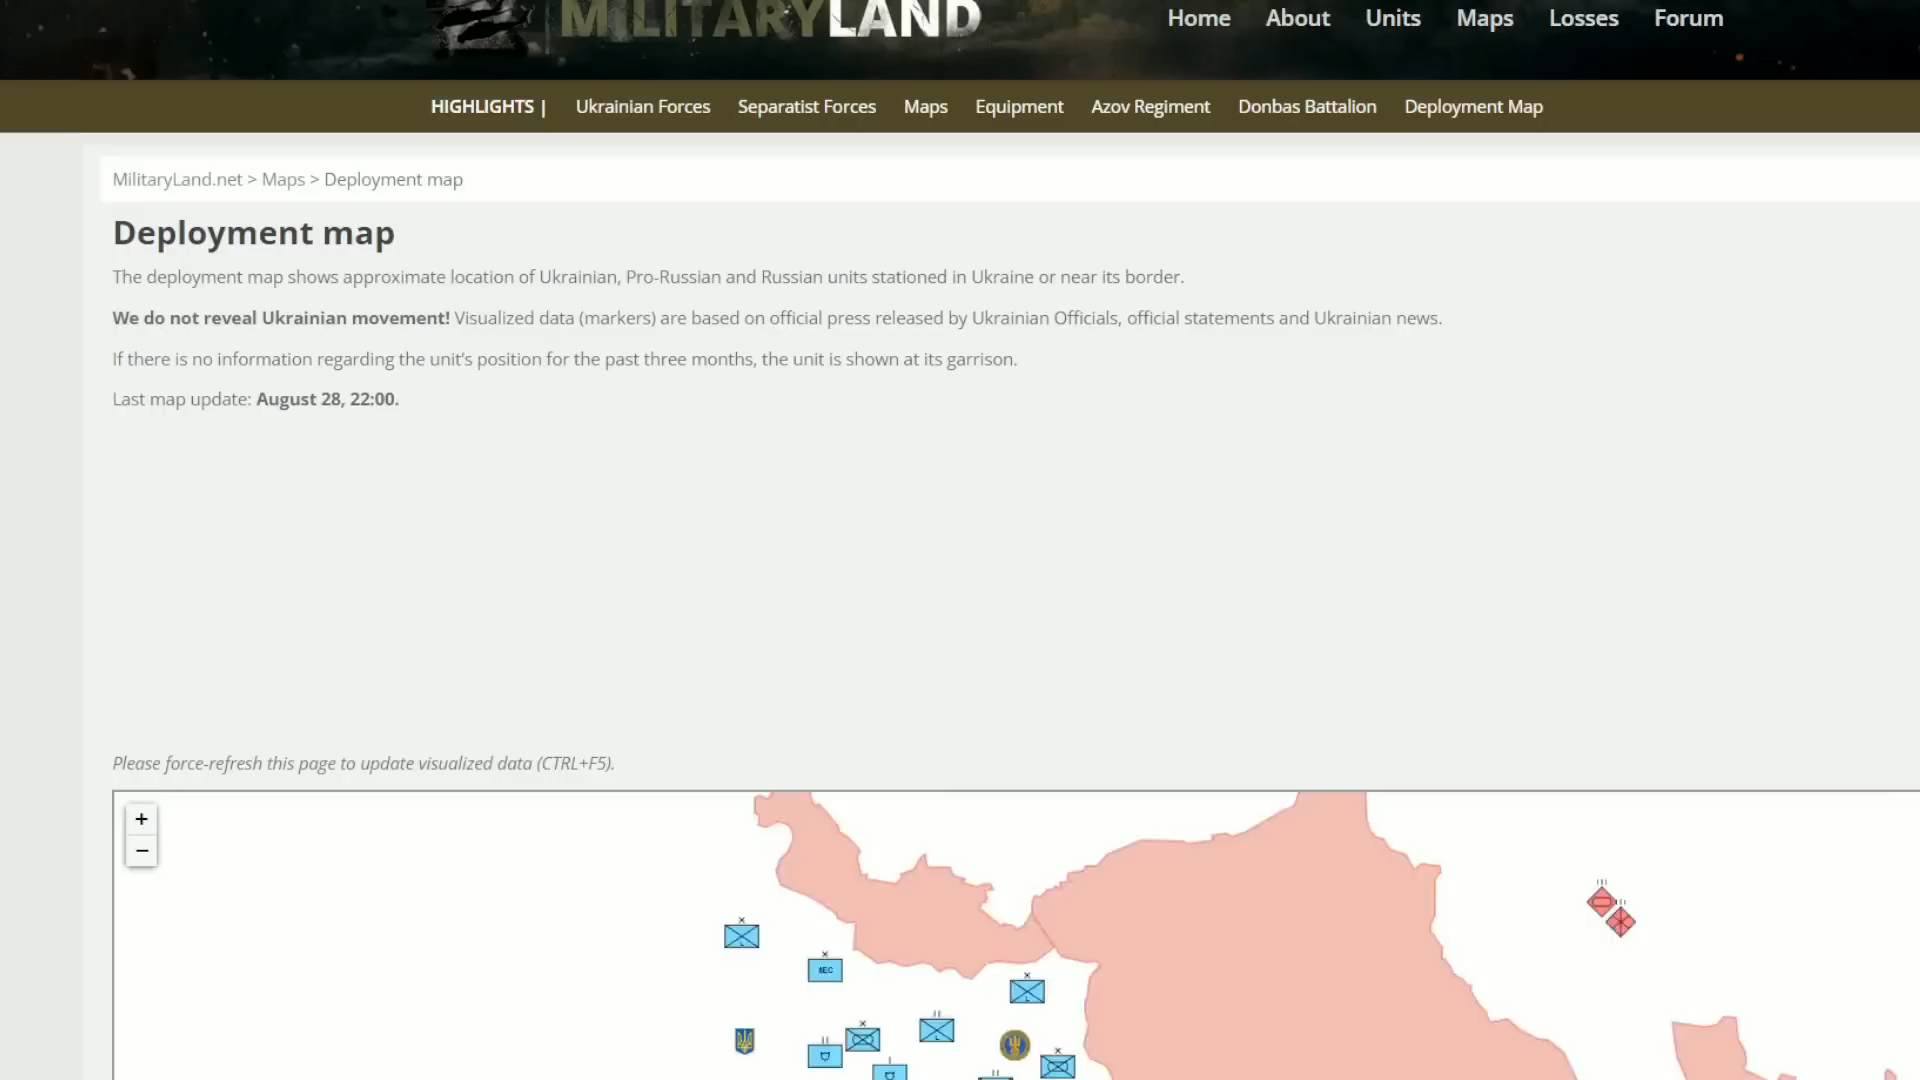 MILITARYLAND
Home About Units Maps Losses Forum
HIGHLIGHTS | Ukrainian Forces Separatist Forces Maps Equipment Azov Regiment Donbas Battalion Deployment Map
MilitaryLand.net > Maps > Deployment map
Deployment map
The deployment map shows approximate location of Ukrainian, Pro-Russian and Russian units stationed in Ukraine or near its border.
We do not reveal Ukrainian movement! Visualized data (markers) are based on official press released by Ukrainian Officials, official statements and Ukrainian news.
If there is no information regarding the unit's position for the past three months, the unit is shown at its garrison.
Last map update: August 28, 22:00.
Please force-refresh this page to update visualized data (CTRL+F5).
+
−